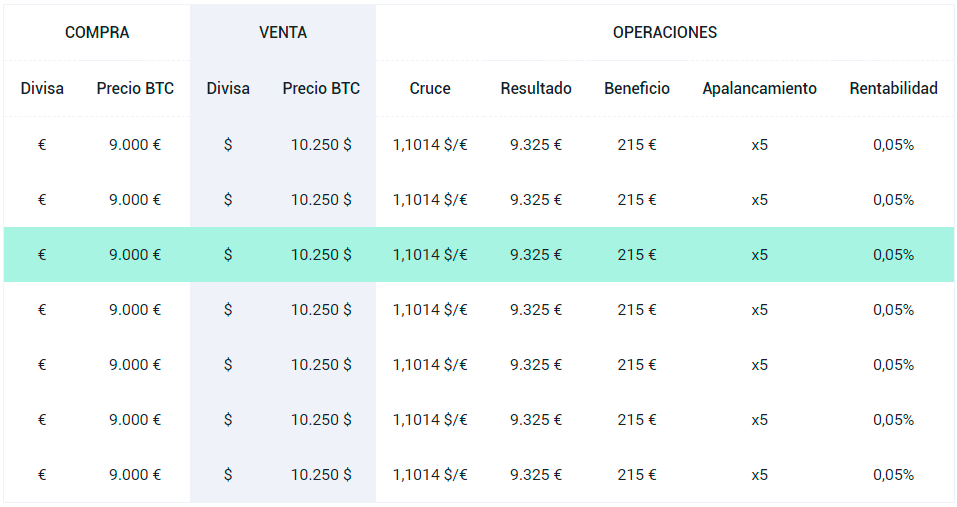 COMPRA VENTA OPERACIONES
Divisa Precio BTC Divisa Precio BTC Cruce Resultado Beneficio Apalancamiento Rentabilidad
€ 9.000 € $ 10.250 $ 1,1014 $/€ 9.325 € 215 € x5 0,05%
€ 9.000 € $ 10.250 $ 1,1014 $/€ 9.325 € 215 € x5 0,05%
€ 9.000 € $ 10.250 $ 1,1014 $/€ 9.325 € 215 € x5 0,05%
€ 9.000 € $ 10.250 $ 1,1014 $/€ 9.325 € 215 € x5 0,05%
€ 9.000 € $ 10.250 $ 1,1014 $/€ 9.325 € 215 € x5 0,05%
€ 9.000 € $ 10.250 $ 1,1014 $/€ 9.325 € 215 € x5 0,05%
€ 9.000 € $ 10.250 $ 1,1014 $/€ 9.325 € 215 € x5 0,05%